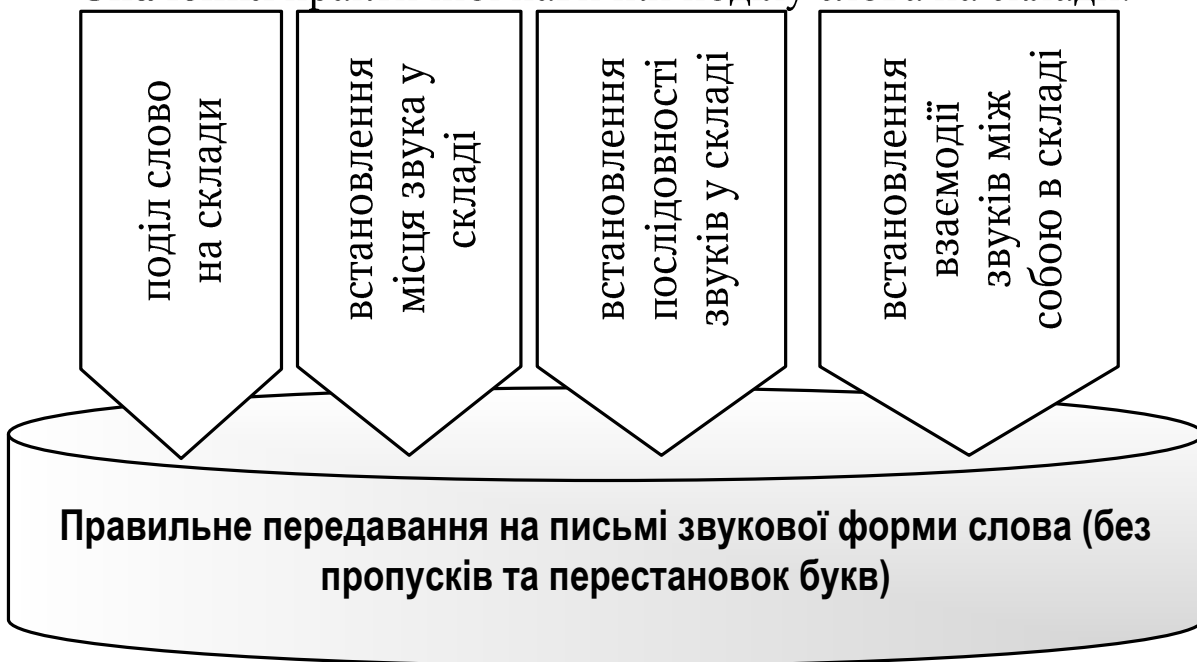 поділ слово
на склади
встановлення
місця звука у
складі
встановлення
послідовності
звуків у складі
встановлення
взаємодії
звуків між
собою в складі
Правильне передавання на письмі звукової форми слова (без
пропусків та перестановок букв)